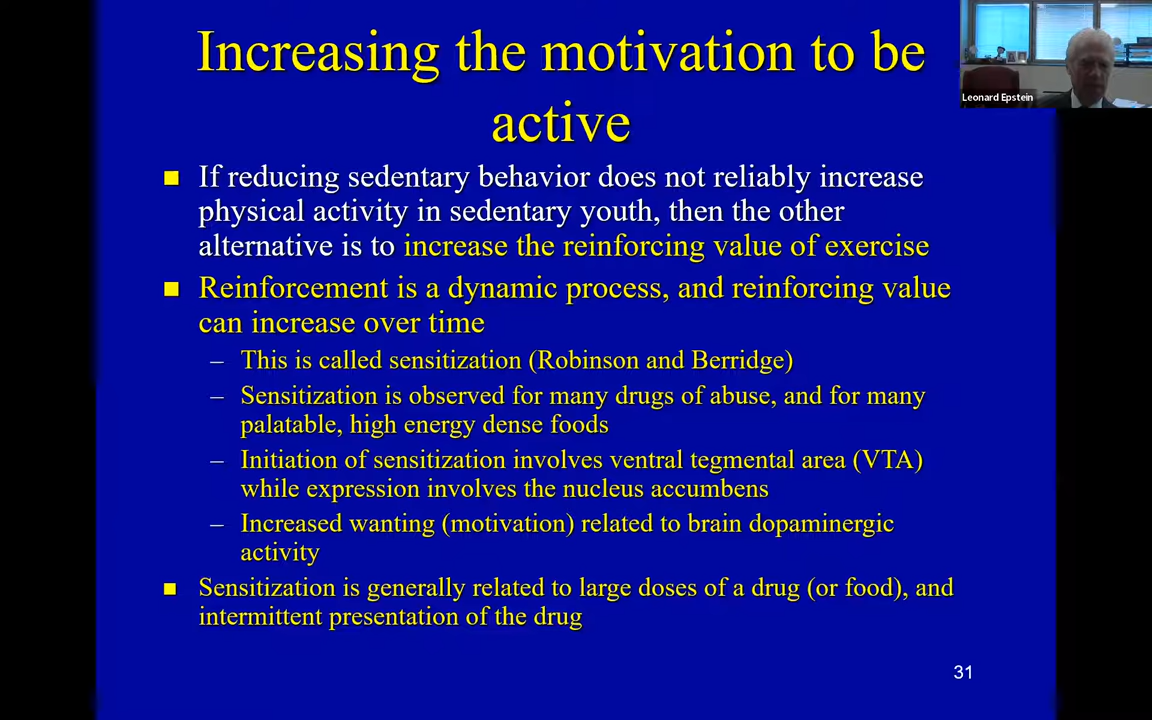 Increasing the motivation to be
active
Leonard Epstein
If reducing sedentary behavior does not reliably increase
physical activity in sedentary youth, then the other
alternative is to increase the reinforcing value of exercise
Reinforcement is a dynamic process, and reinforcing value
can increase over time
– This is called sensitization (Robinson and Berridge)
– Sensitization is observed for many drugs of abuse, and for many
palatable, high energy dense foods
– Initiation of sensitization involves ventral tegmental area (VTA)
while expression involves the nucleus accumbens
– Increased wanting (motivation) related to brain dopaminergic
activity
Sensitization is generally related to large doses of a drug (or food), and
intermittent presentation of the drug
31